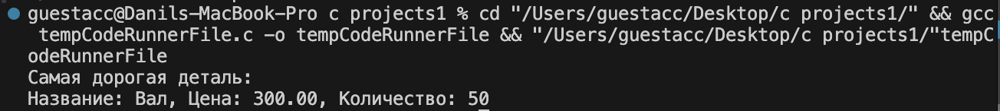 guestacc@Danils-MacBook-Pro c projects1 % cd "/Users/guestacc/Desktop/c projects1/" && gcc
tempCodeRunnerFile.c -o tempCodeRunnerFile && "/Users/guestacc/Desktop/c projects1/"tempC
odeRunnerFile
Самая дорогая деталь:
Название: Вал, Цена: 300.00, Количество: 50